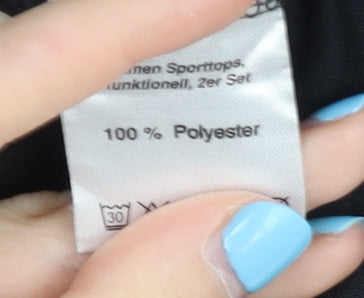 Sporttops,
2er Set
100 % Polyester
30